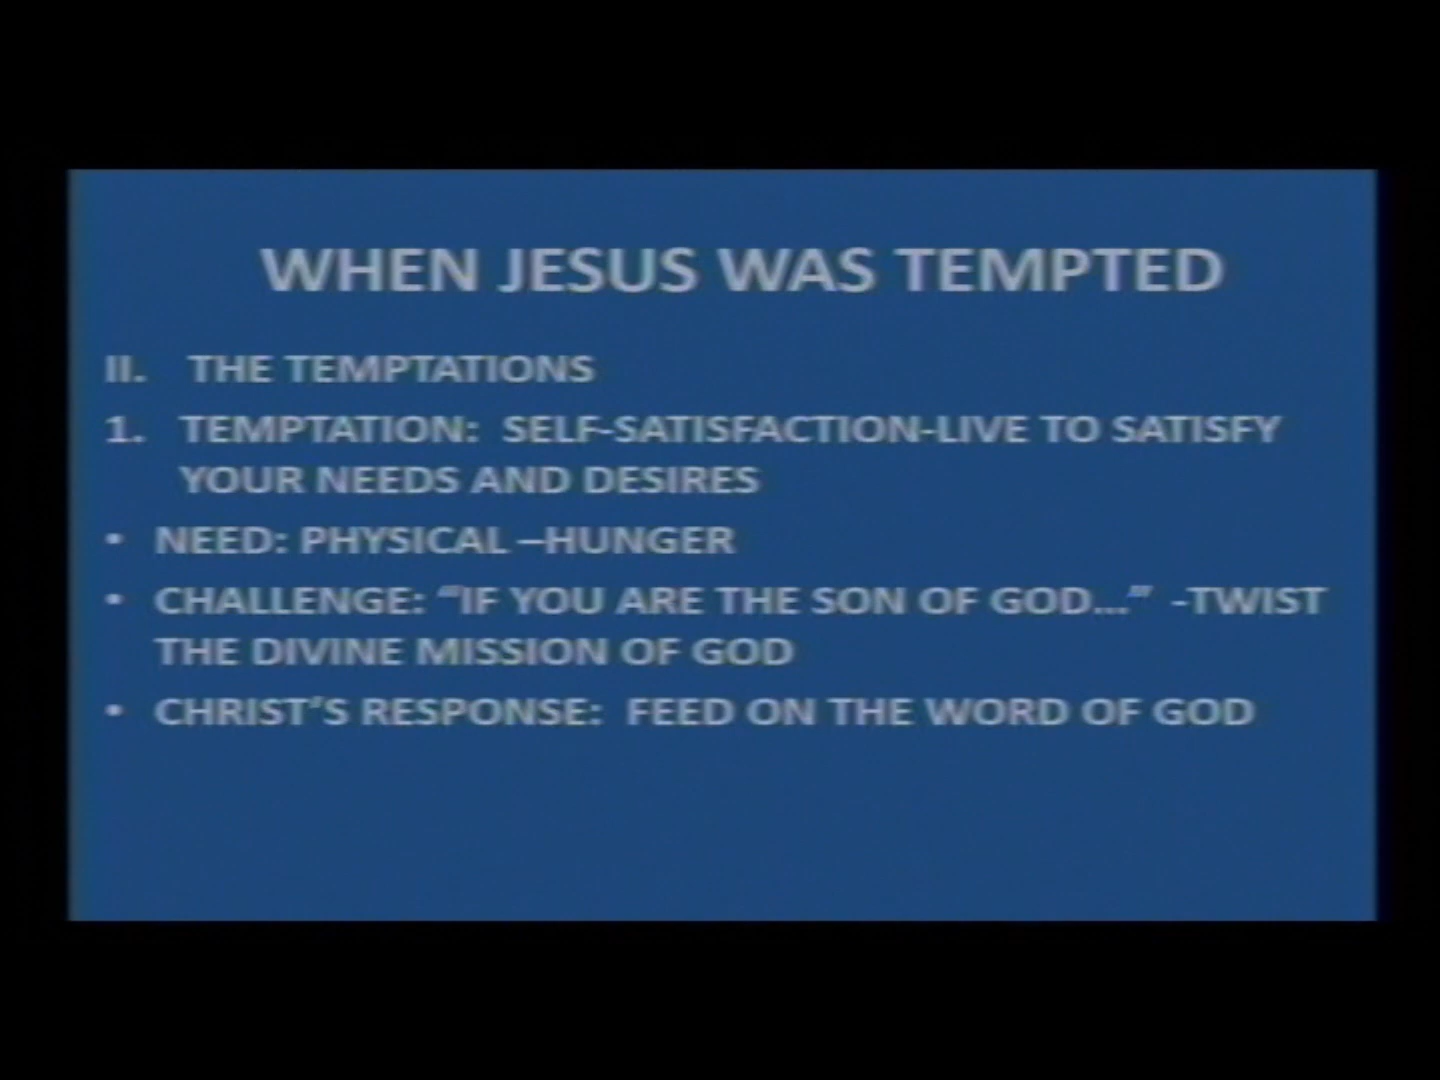 WHEN JESUS WAS TEMPTED
II. THE TEMPTATIONS
1. TEMPTATION: SELF-SATISFACTION-LIVE TO SATISFY
YOUR NEEDS AND DESIRES
• NEED: PHYSICAL –HUNGER
• CHALLENGE: “IF YOU ARE THE SON OF GOD…” -TWIST
THE DIVINE MISSION OF GOD
• CHRIST’S RESPONSE: FEED ON THE WORD OF GOD